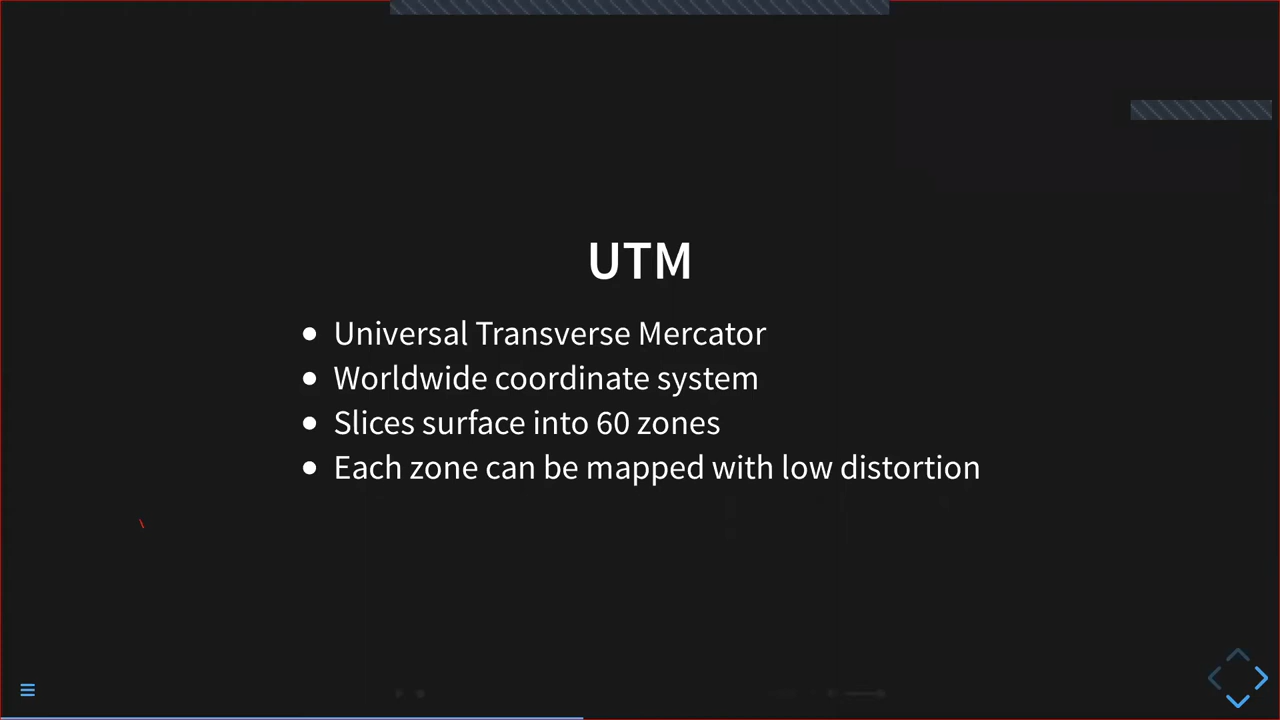 UTM
Universal Transverse Mercator
Worldwide coordinate system
Slices surface into 60 zones
Each zone can be mapped with low distortion